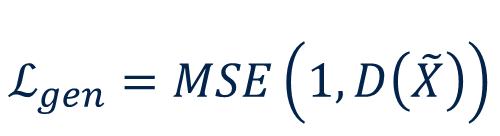 ℒ_gen = MSE(1, D(X̃))